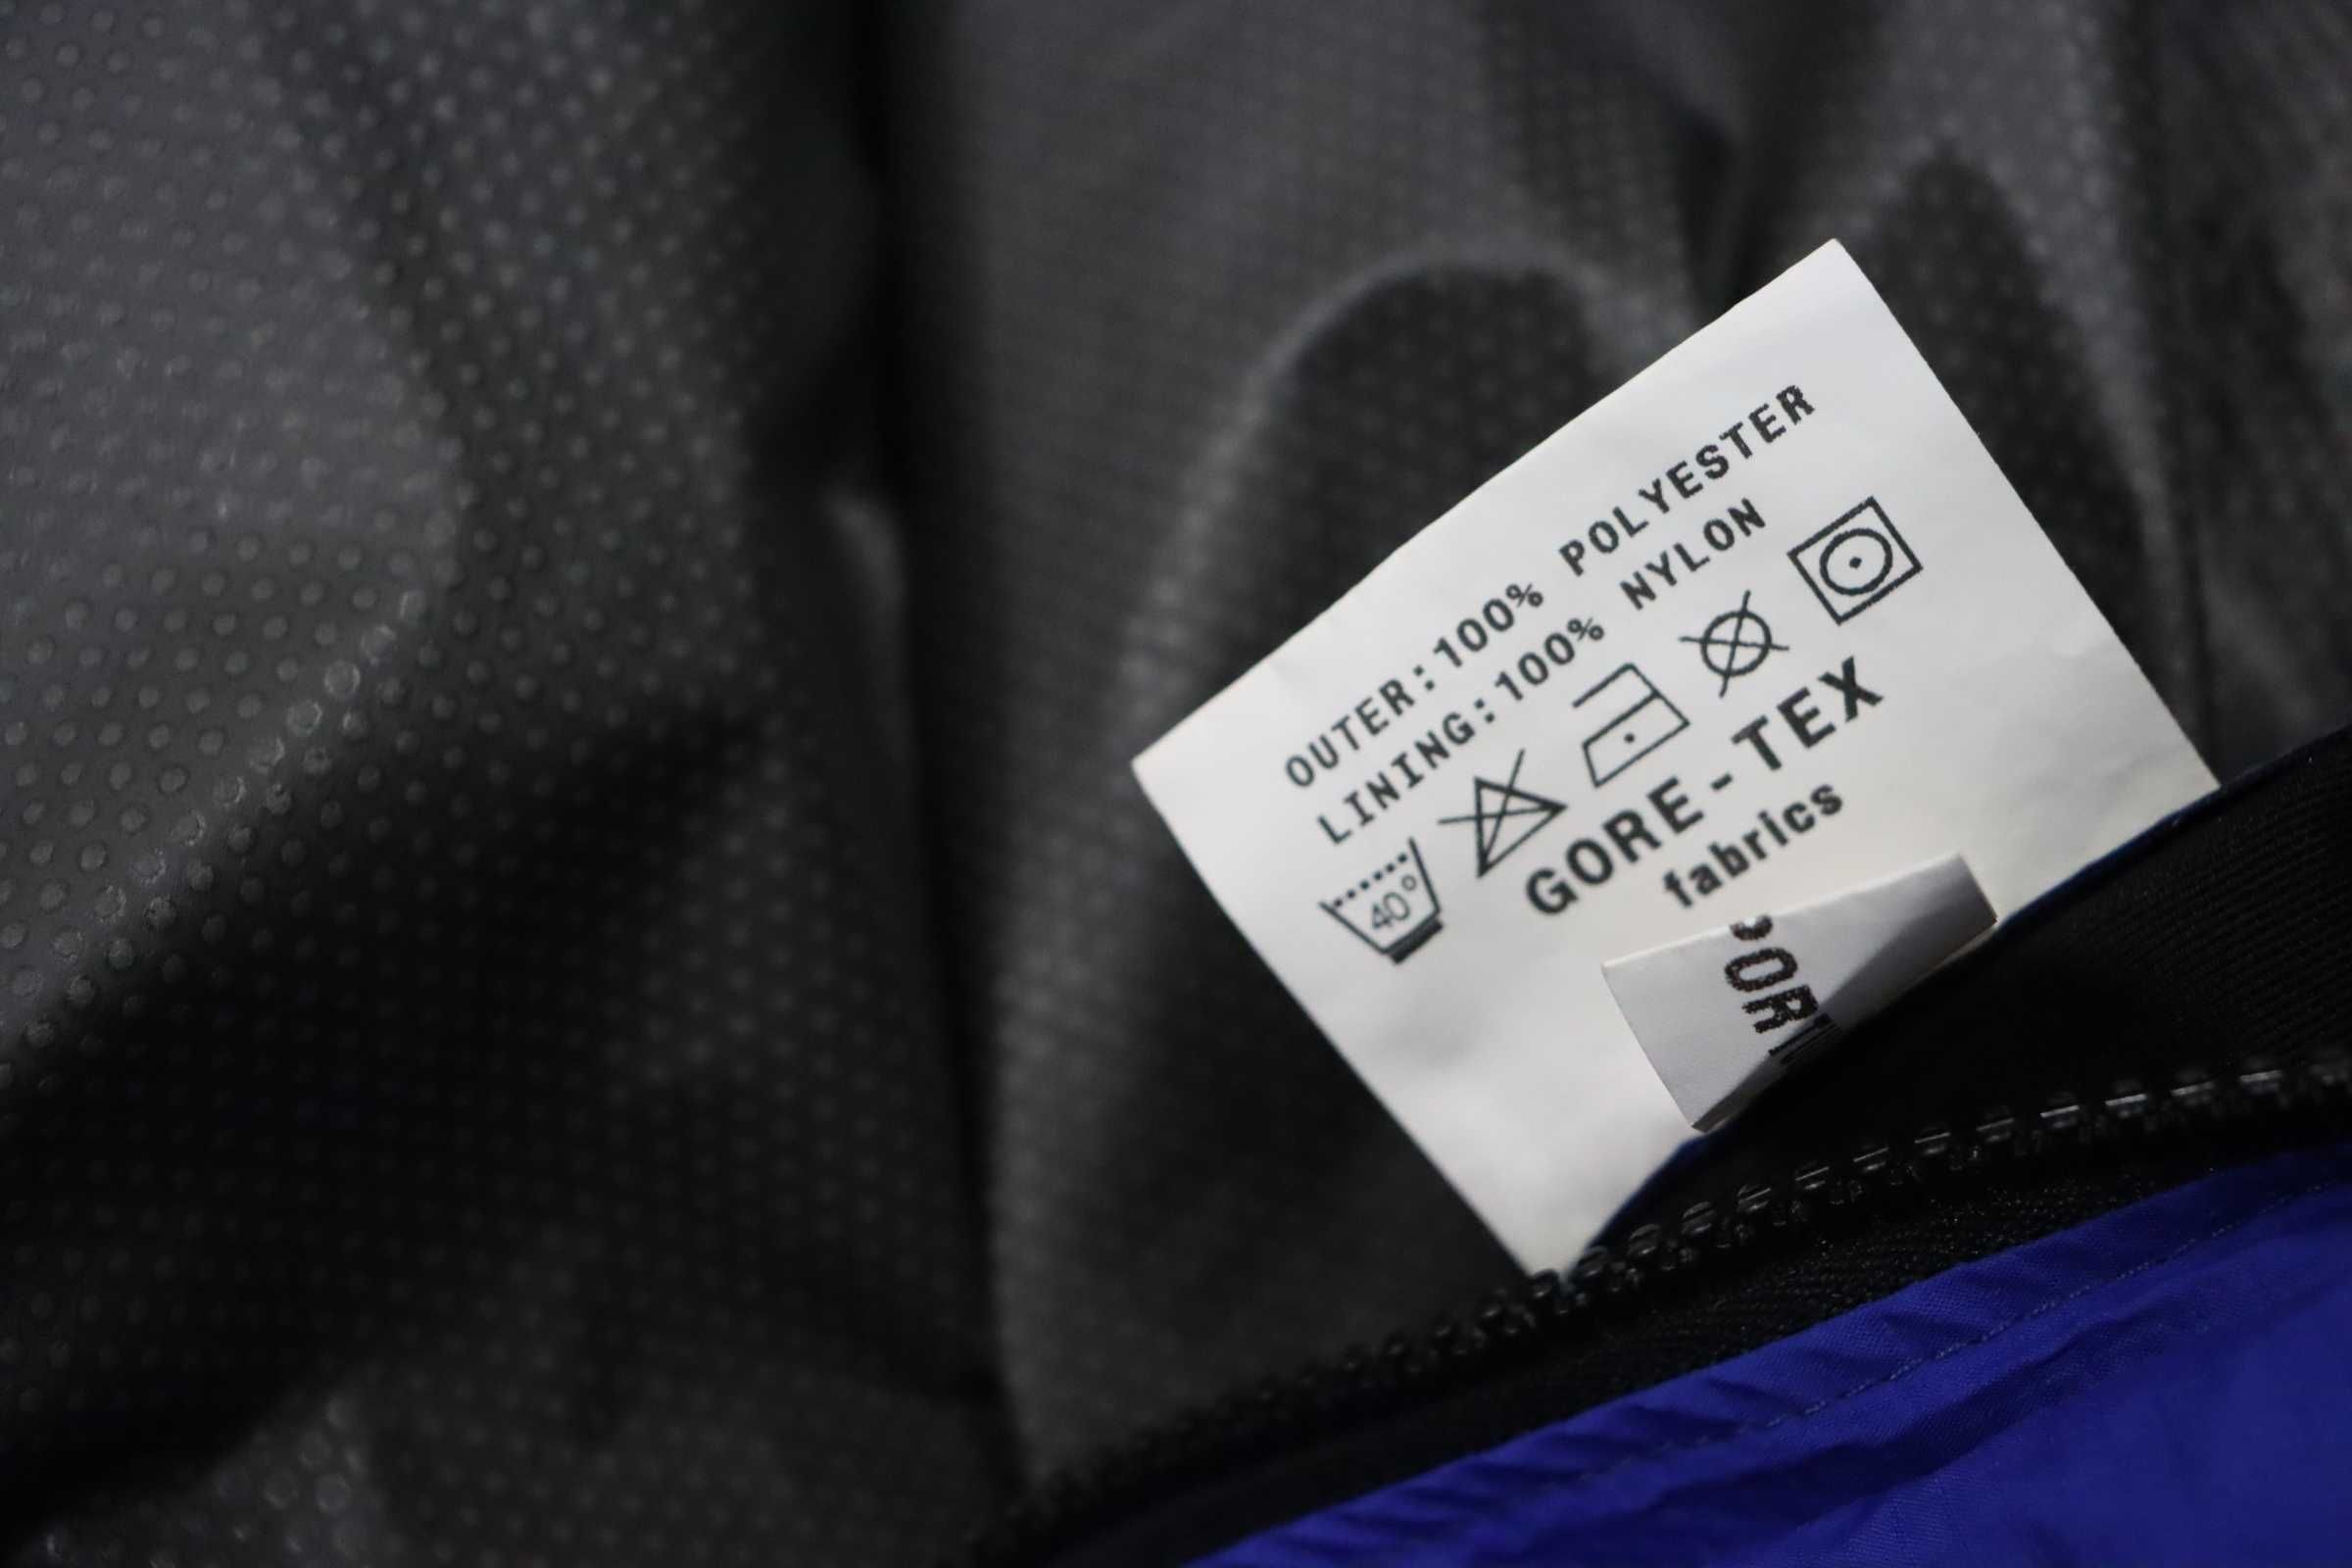 OUTER:100% POLYESTER
LINING:100% NYLON
40°
GORE-TEX
fabrics